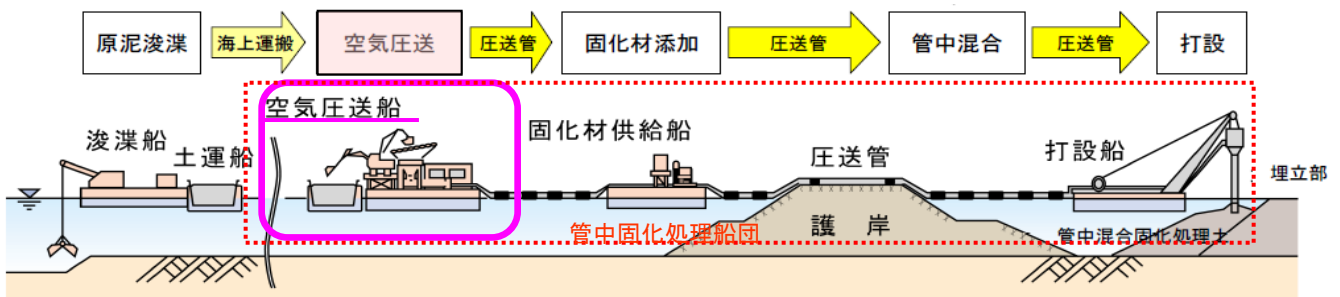 原泥浚渫
海上運搬
空気圧送
圧送管
固化材添加
圧送管
管中混合
圧送管
打設
空気圧送船
浚渫船
土運船
固化材供給船
圧送管
打設船
埋立部
護岸
管中固化処理船団
管中混合固化処理土